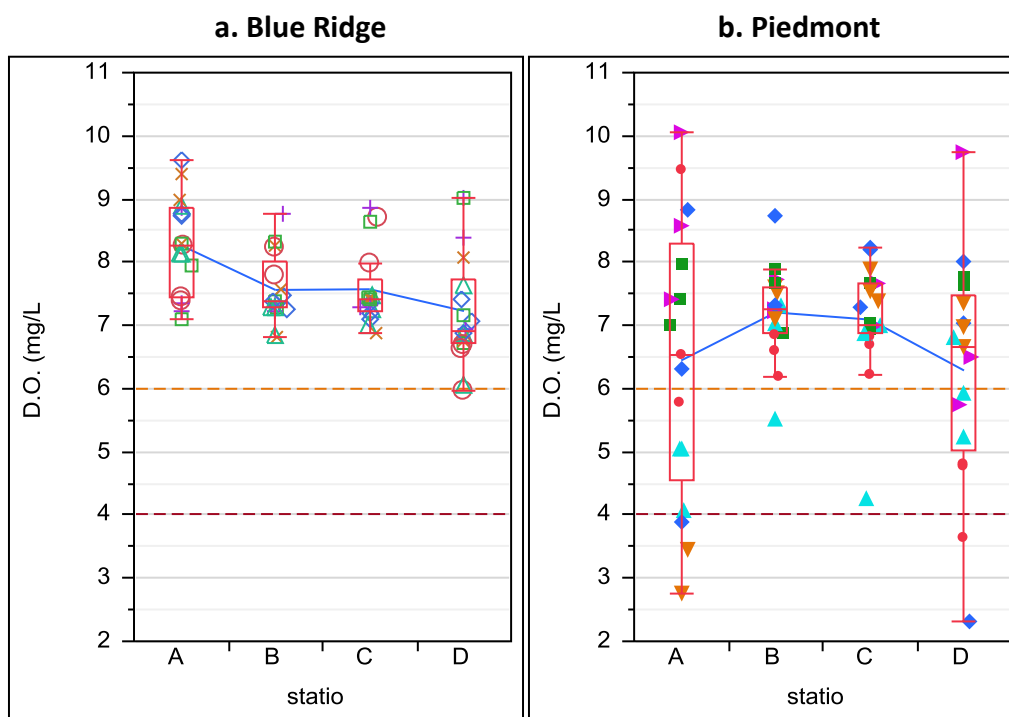 a. Blue Ridge
b. Piedmont
D.O. (mg/L)
11
10
9
8
7
6
5
4
3
2
A
B
C
D
statio
D.O. (mg/L)
11
10
9
8
7
6
5
4
3
2
A
B
C
D
statio